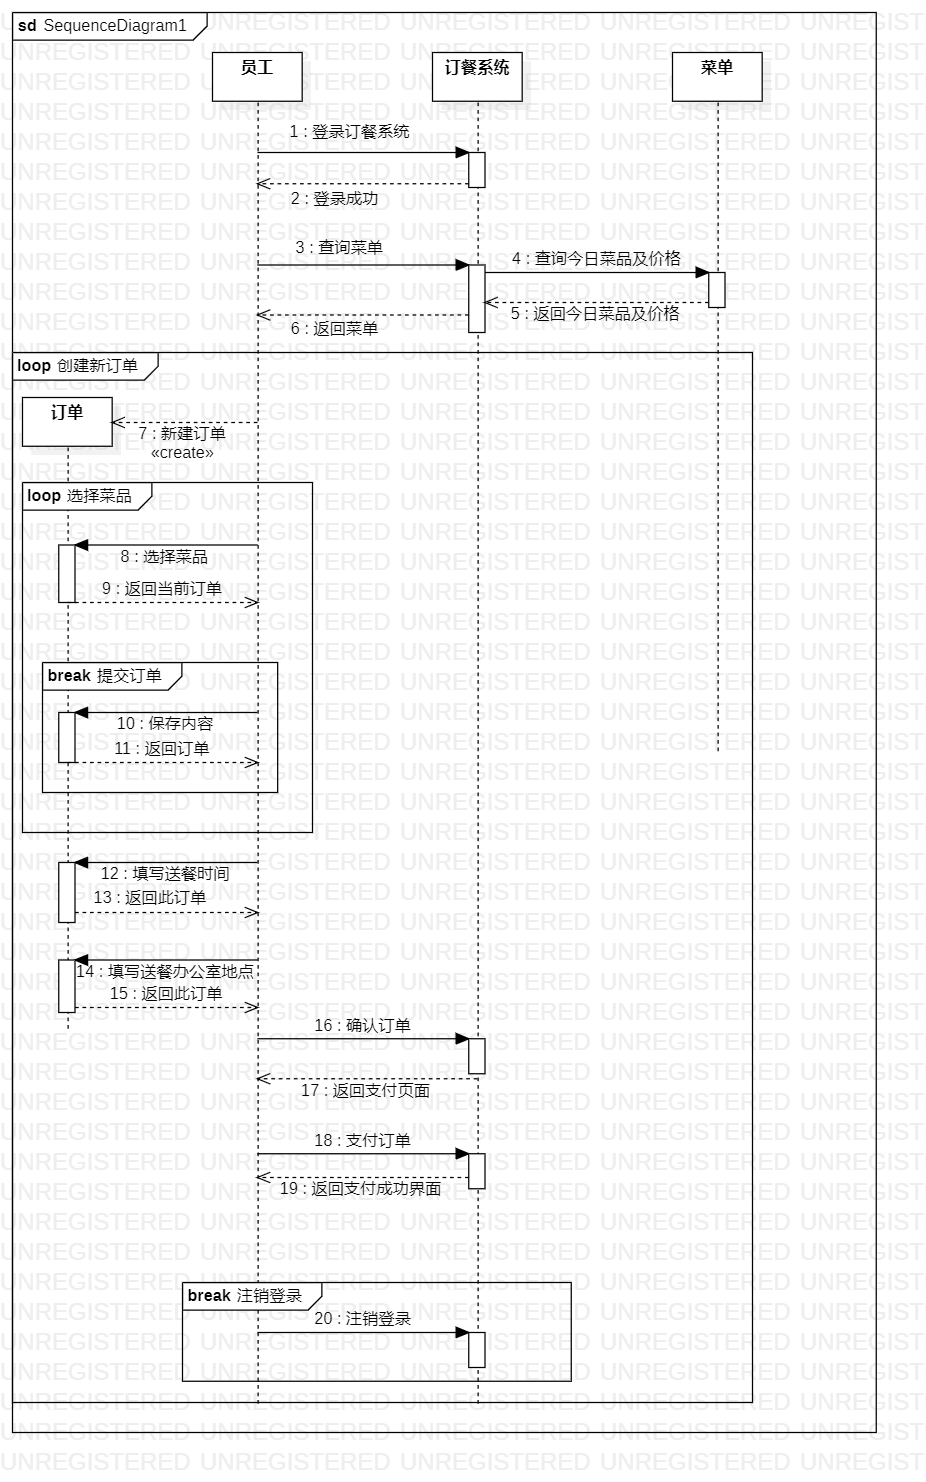 sd SequenceDiagram1
员工
订餐系统
菜单
1 : 登录订餐系统
2 : 登录成功
3 : 查询菜单
4 : 查询今日菜品及价格
5 : 返回今日菜品及价格
6 : 返回菜单
loop 创建新订单
订单
7 : 新建订单
«create»
loop 选择菜品
8 : 选择菜品
9 : 返回当前订单
break 提交订单
10 : 保存内容
11 : 返回订单
12 : 填写送餐时间
13 : 返回此订单
14 : 填写送餐办公室地点
15 : 返回此订单
16 : 确认订单
17 : 返回支付页面
18 : 支付订单
19 : 返回支付成功界面
break 注销登录
20 : 注销登录
UNREGISTERED